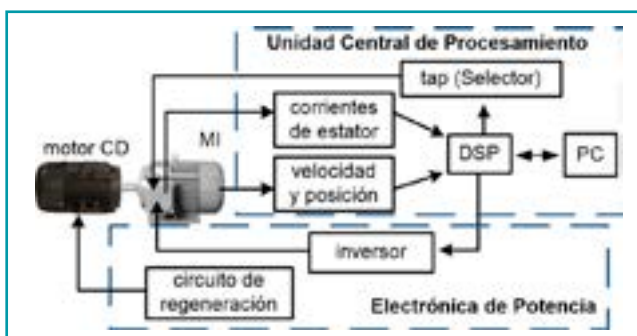 Unidad Central de Procesamiento
tap (Selector)
corrientes
de estator
motor CD
MI
DSP
PC
velocidad
y posición
inversor
circuito de
regeneración
Electrónica de Potencia